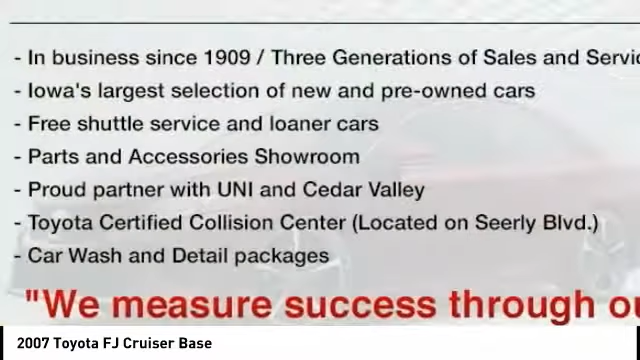 - In business since 1909 / Three Generations of Sales and
- Iowa's largest selection of new and pre-owned cars
- Free shuttle service and loaner cars
- Parts and Accessories Showroom
- Proud partner with UNI and Cedar Valley
- Toyota Certified Collision Center (Located on Seerly Blvd.)
- Car Wash and Detail packages
"We measure success through
2007 Toyota FJ Cruiser Base